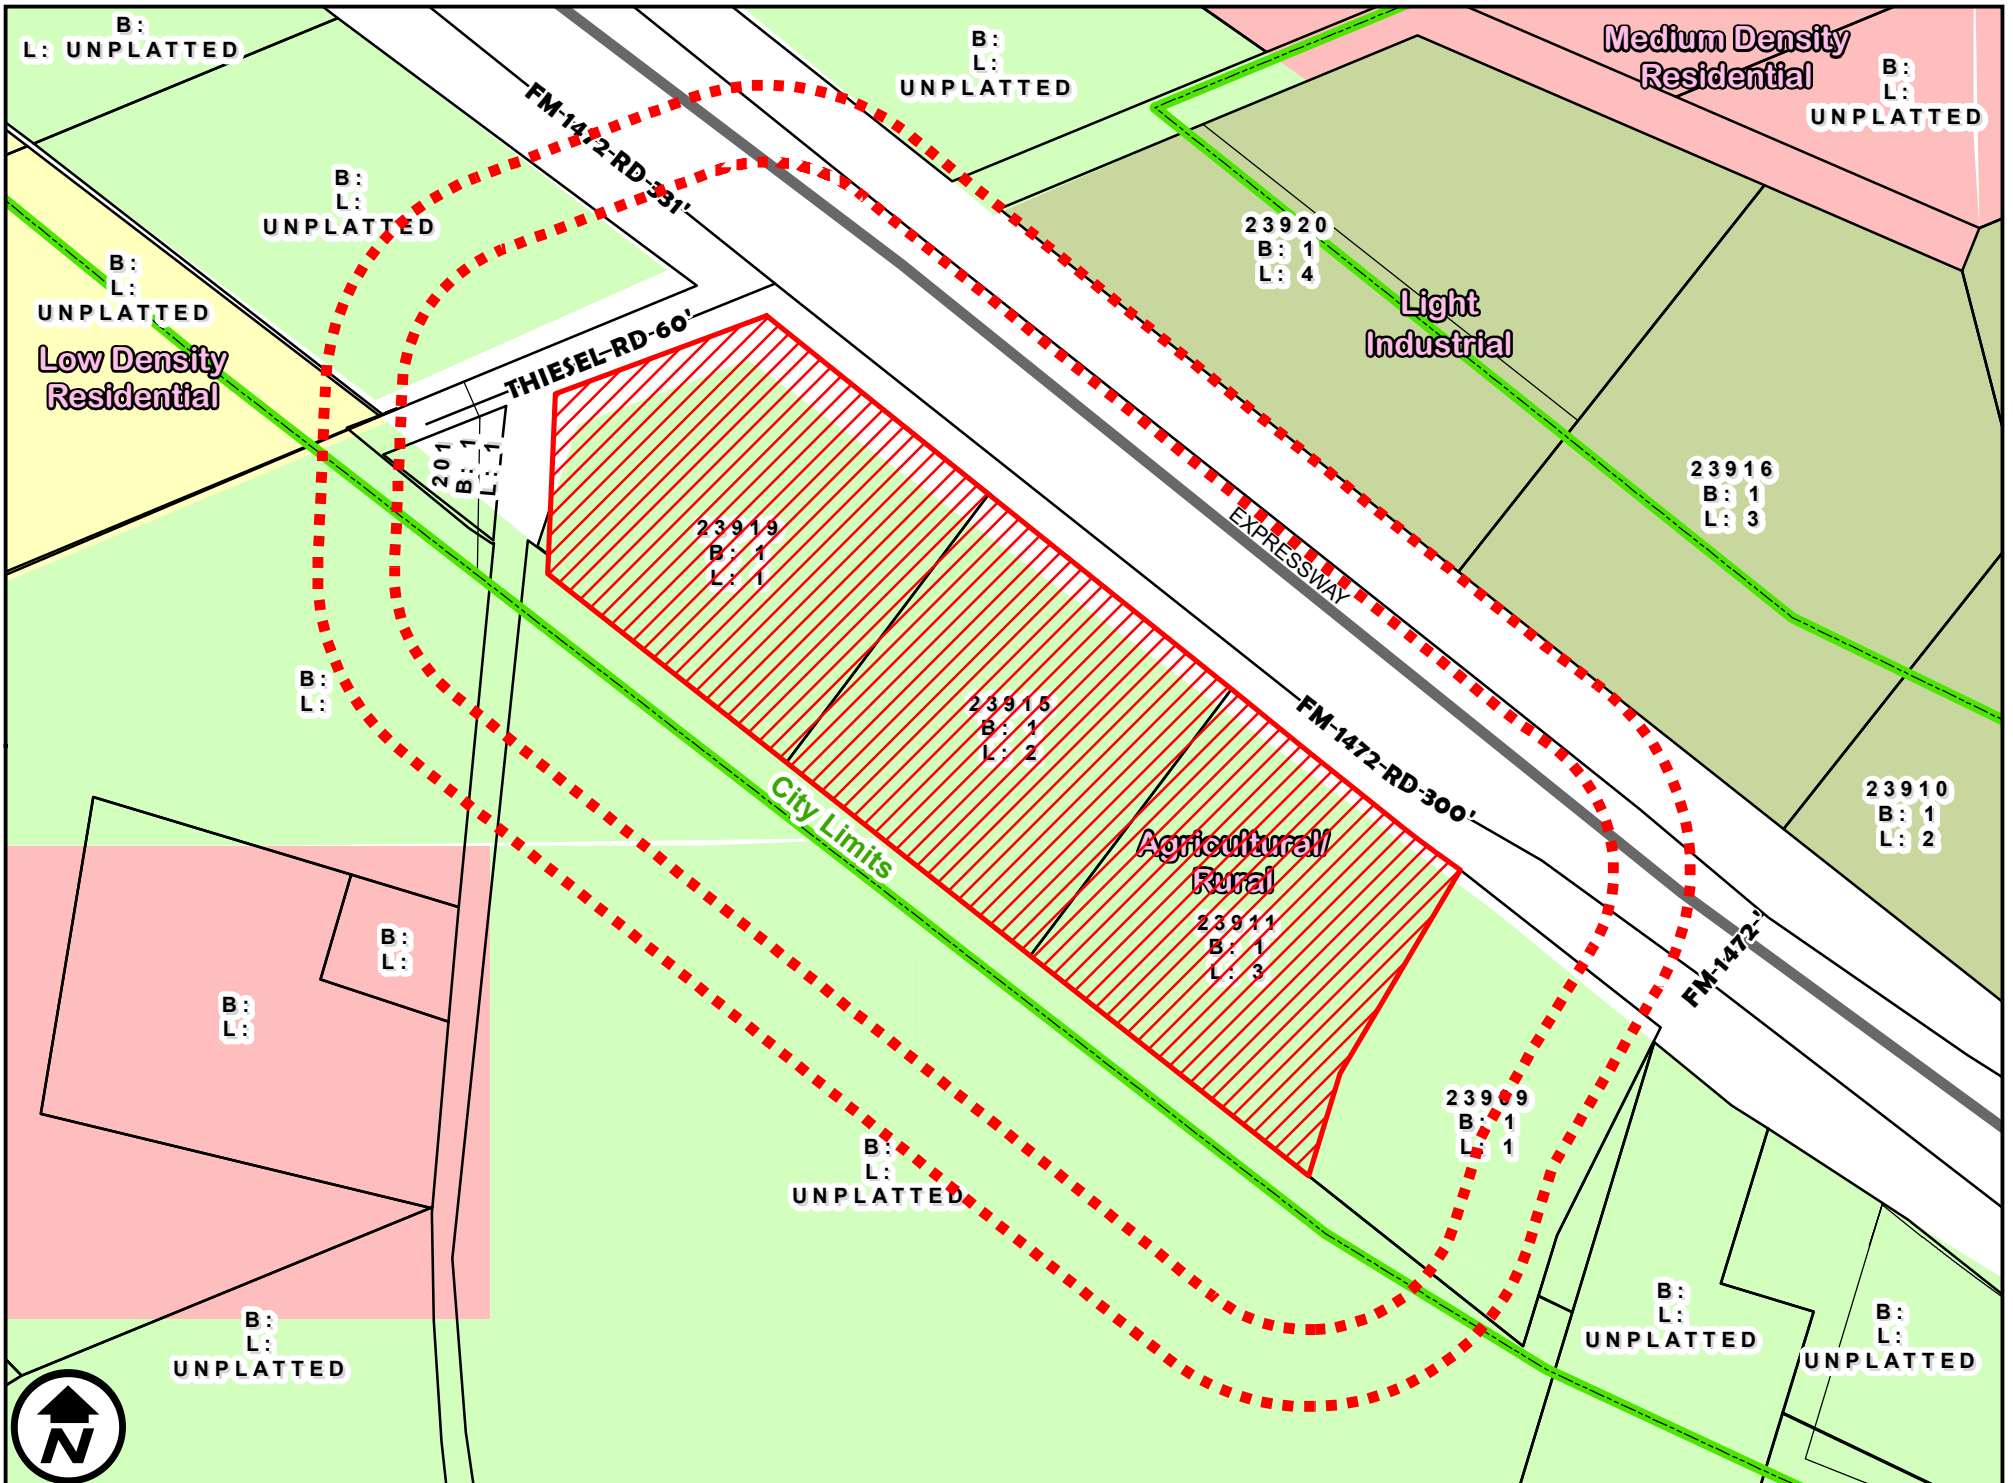 B:
L: UNPLATTED
B:
L:
UNPLATTED
Medium Density
Residential
B:
L:
UNPLATTED
FM-1472-RD-331'
B:
L:
UNPLATTED
23920
B: 1
L: 4
B:
L:
UNPLATTED
Low Density
Residential
Light
Industrial
THIESEL-RD-60'
201
B: 1
L: 1
23916
B: 1
L: 3
23919
B: 1
L: 1
EXPRESSWAY
B:
L:
23915
B: 1
L: 2
FM-1472-RD-300'
City Limits
23910
B: 1
L: 2
Agricultural/
Rural
23911
B: 1
L: 3
FM-1472-'
B:
L:
B:
L:
23909
B: 1
L: 1
B:
L:
UNPLATTED
B:
L:
UNPLATTED
B:
L:
UNPLATTED
B:
L:
UNPLATTED
N